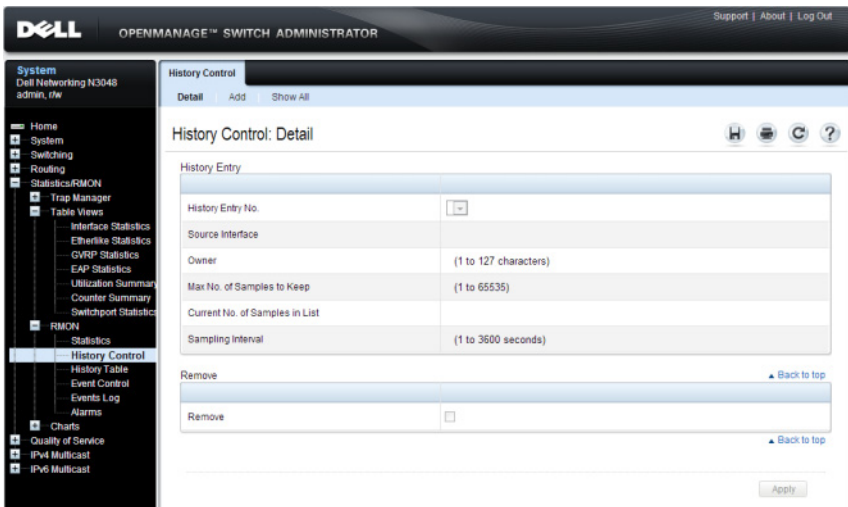 Support | About | Log Out
DELL
OPENMANAGE™ SWITCH ADMINISTRATOR
System
Dell Networking N3048
admin, r/w
Home
System
Switching
Routing
Statistics/RMON
Trap Manager
Table Views
Interface Statistics
Etherlike Statistics
GVRP Statistics
EAP Statistics
Utilization Summary
Counter Summary
Switchport Statistics
RMON
Statistics
History Control
History Table
Event Control
Events Log
Alarms
Charts
Quality of Service
IPv4 Multicast
IPv6 Multicast
History Control
Detail Add Show All
History Control: Detail
History Entry
History Entry No.
Source Interface
Owner (1 to 127 characters)
Max No. of Samples to Keep (1 to 65535)
Current No. of Samples in List
Sampling Interval (1 to 3600 seconds)
Remove
Back to top
Remove
Back to top
Apply